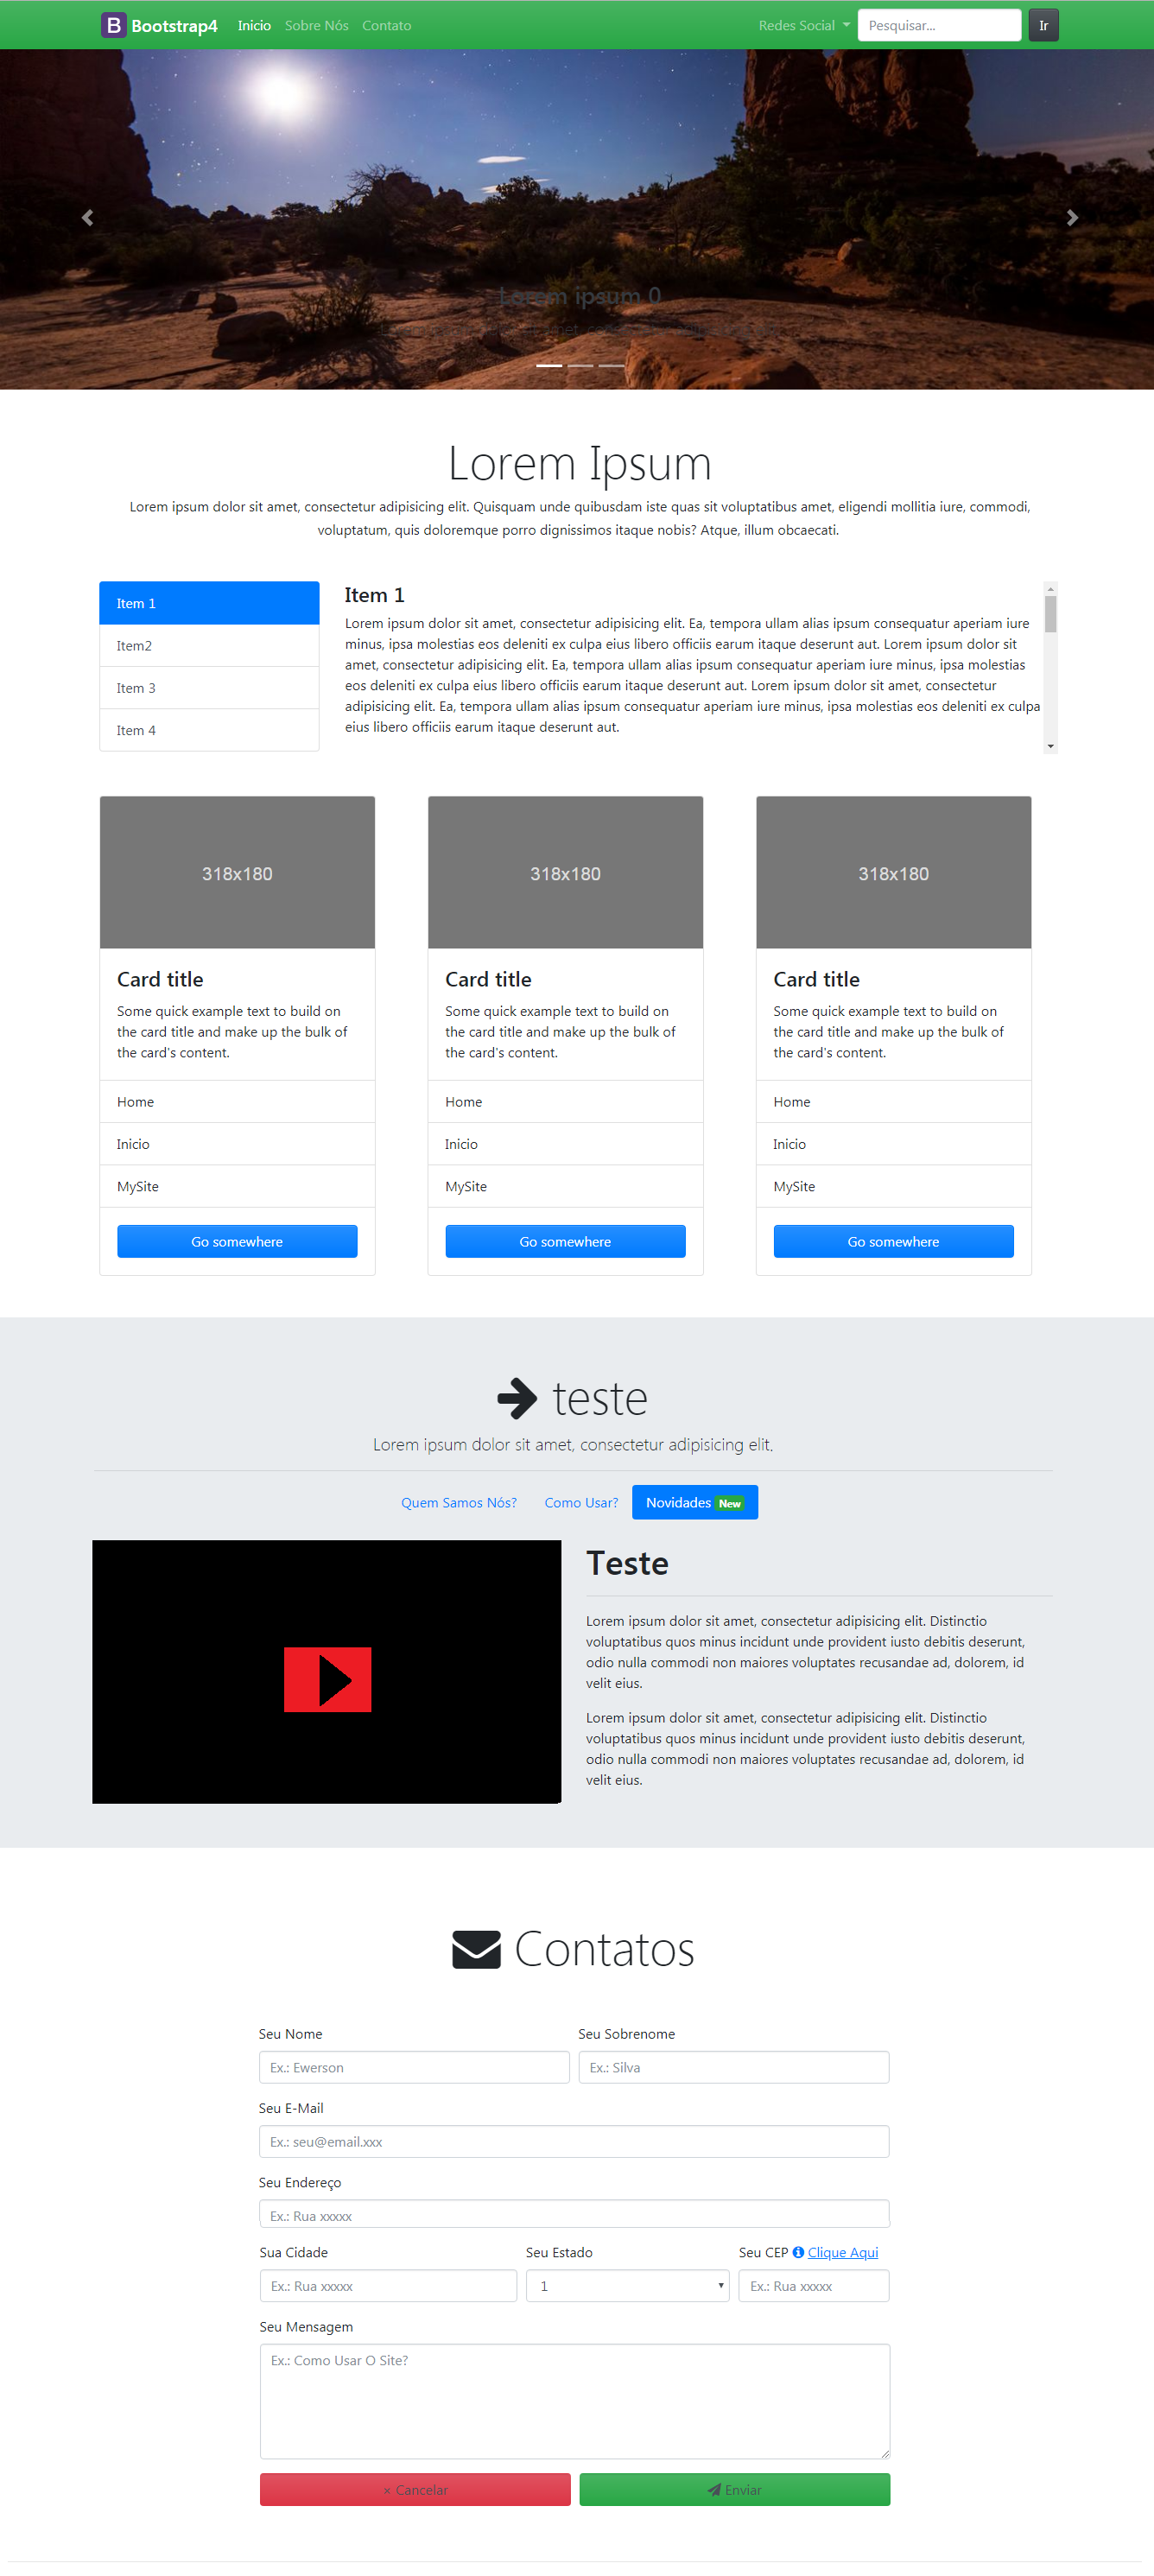 B Bootstrap4 Inicio Sobre Nós Contato Redes Social Pesquisar... Ir
Lorem ipsum 0
Lorem Ipsum
Lorem ipsum dolor sit amet, consectetur adipisicing elit. Quisquam unde quibusdam iste quas sit voluptatibus amet, eligendi mollitia iure, commodi,
voluptatum, quis doloremque porro dignissimos itaque nobis? Atque, illum obcaecati.
Item 1
Item2
Item 3
Item 4
Item 1
Lorem ipsum dolor sit amet, consectetur adipisicing elit. Ea, tempora ullam alias ipsum consequatur aperiam iure
minus, ipsa molestias eos deleniti ex culpa eius libero officiis earum itaque deserunt aut. Lorem ipsum dolor sit
amet, consectetur adipisicing elit. Ea, tempora ullam alias ipsum consequatur aperiam iure minus, ipsa molestias
eos deleniti ex culpa eius libero officiis earum itaque deserunt aut. Lorem ipsum dolor sit amet, consectetur
adipisicing elit. Ea, tempora ullam alias ipsum consequatur aperiam iure minus, ipsa molestias eos deleniti ex culpa
eius libero officiis earum itaque deserunt aut.
318x180
Card title
Some quick example text to build on
the card title and make up the bulk of
the card's content.
Home
Inicio
MySite
Go somewhere
318x180
Card title
Some quick example text to build on
the card title and make up the bulk of
the card's content.
Home
Inicio
MySite
Go somewhere
318x180
Card title
Some quick example text to build on
the card title and make up the bulk of
the card's content.
Home
Inicio
MySite
Go somewhere
teste
Lorem ipsum dolor sit amet, consectetur adipisicing elit.
Quem Samos Nós? Como Usar? Novidades New
Teste
Lorem ipsum dolor sit amet, consectetur adipisicing elit. Distinctio
voluptatibus quos minus incidunt unde provident iusto debitis deserunt,
odio nulla commodi non maiores voluptates recusandae ad, dolorem, id
velit eius.
Lorem ipsum dolor sit amet, consectetur adipisicing elit. Distinctio
voluptatibus quos minus incidunt unde provident iusto debitis deserunt,
odio nulla commodi non maiores voluptates recusandae ad, dolorem, id
velit eius.
Contatos
Seu Nome Seu Sobrenome
Ex.: Ewerson Ex.: Silva
Seu E-Mail
Ex.: seu@email.xxx
Seu Endereço
Ex.: Rua xxxxx
Sua Cidade Seu Estado Seu CEP Clique Aqui
Ex.: Rua xxxxx 1 Ex.: Rua xxxxx
Seu Mensagem
Ex.: Como Usar O Site?
× Cancelar Enviar